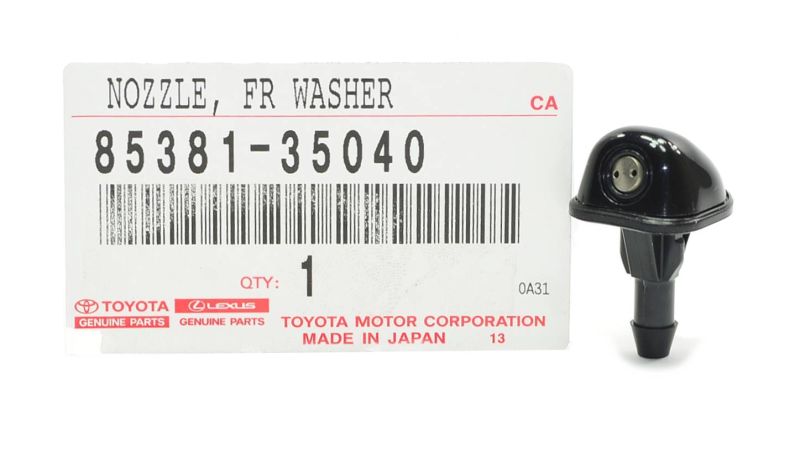 NOZZLE, FR WASHER
CA
85381-35040
QTY: 1
0A31
TOYOTA LEXUS
GENUINE PARTS GENUINE PARTS
TOYOTA MOTOR CORPORATION
MADE IN JAPAN 13